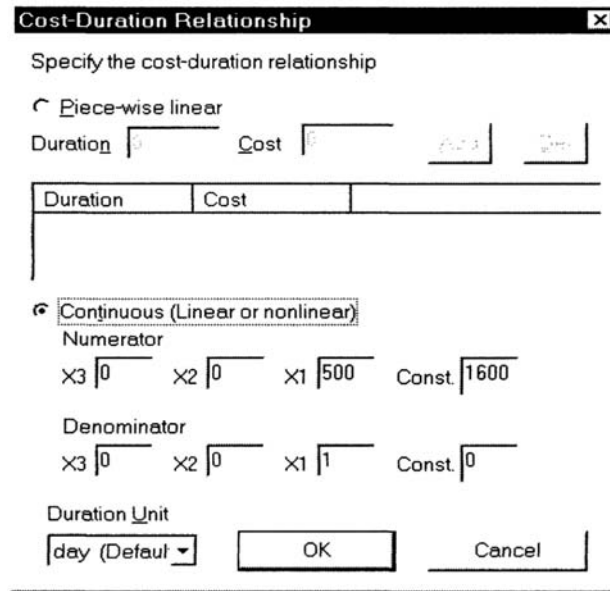 Cost-Duration Relationship
Specify the cost-duration relationship
Piece-wise linear
Duration Cost
Duration Cost
Continuous (Linear or nonlinear)
Numerator
X3 0 X2 0 X1 500 Const. 1600
Denominator
X3 0 X2 0 X1 1 Const. 0
Duration Unit
day (Defaul OK Cancel